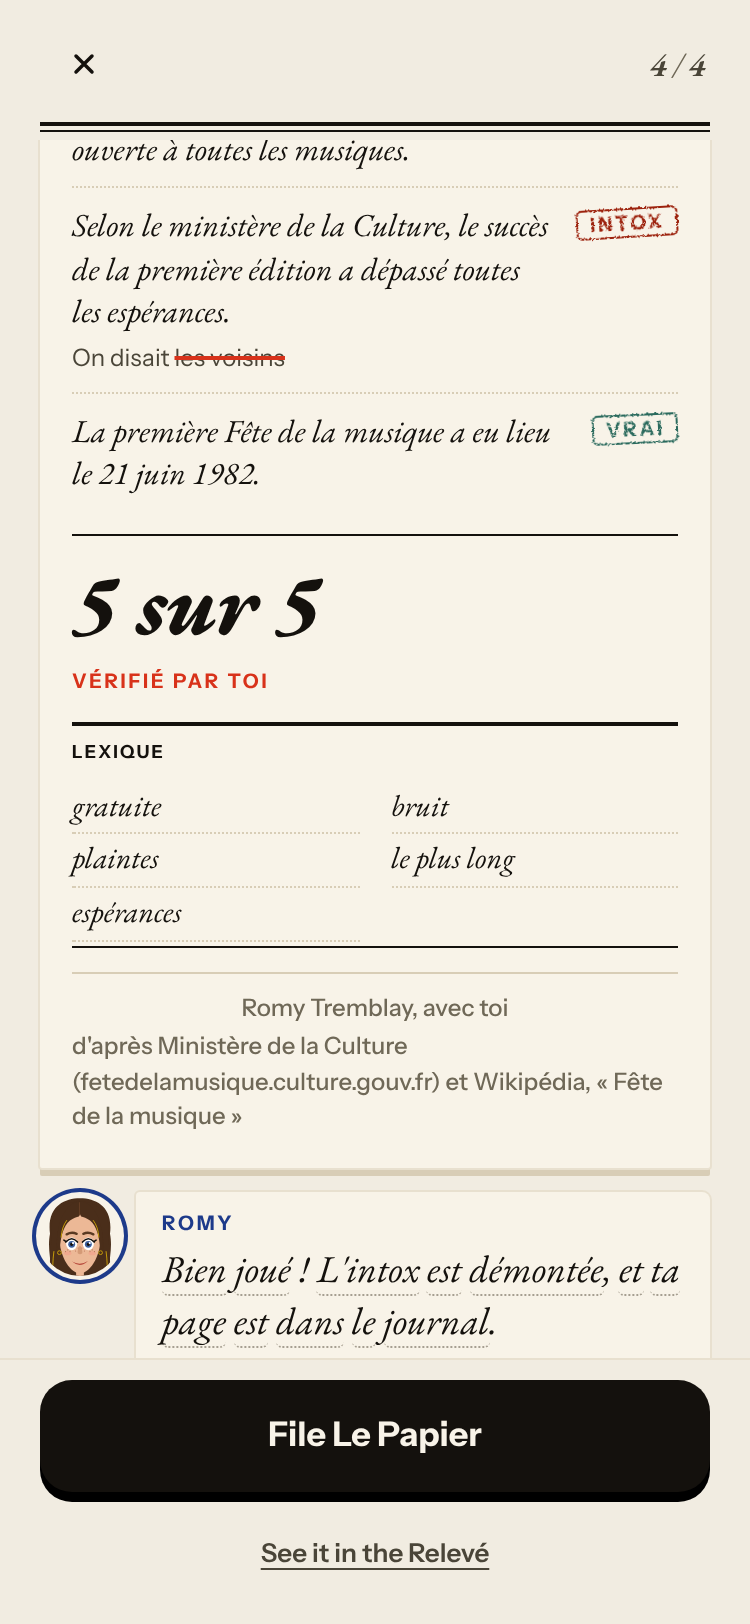 4/4
ouverte à toutes les musiques.
Selon le ministère de la Culture, le succès
INTOX
de la première édition a dépassé toutes
les espérances.
On disait les voisins
La première Fête de la musique a eu lieu
VRAI
le 21 juin 1982.
5 sur 5
VÉRIFIÉ PAR TOI
LEXIQUE
gratuite
bruit
plaintes
le plus long
espérances
Romy Tremblay, avec toi
d'après Ministère de la Culture
(fetedelamusique.culture.gouv.fr) et Wikipédia, « Fête
de la musique »
ROMY
Bien joué ! L'intox est démontée, et ta
page est dans le journal.
File Le Papier
See it in the Relevé